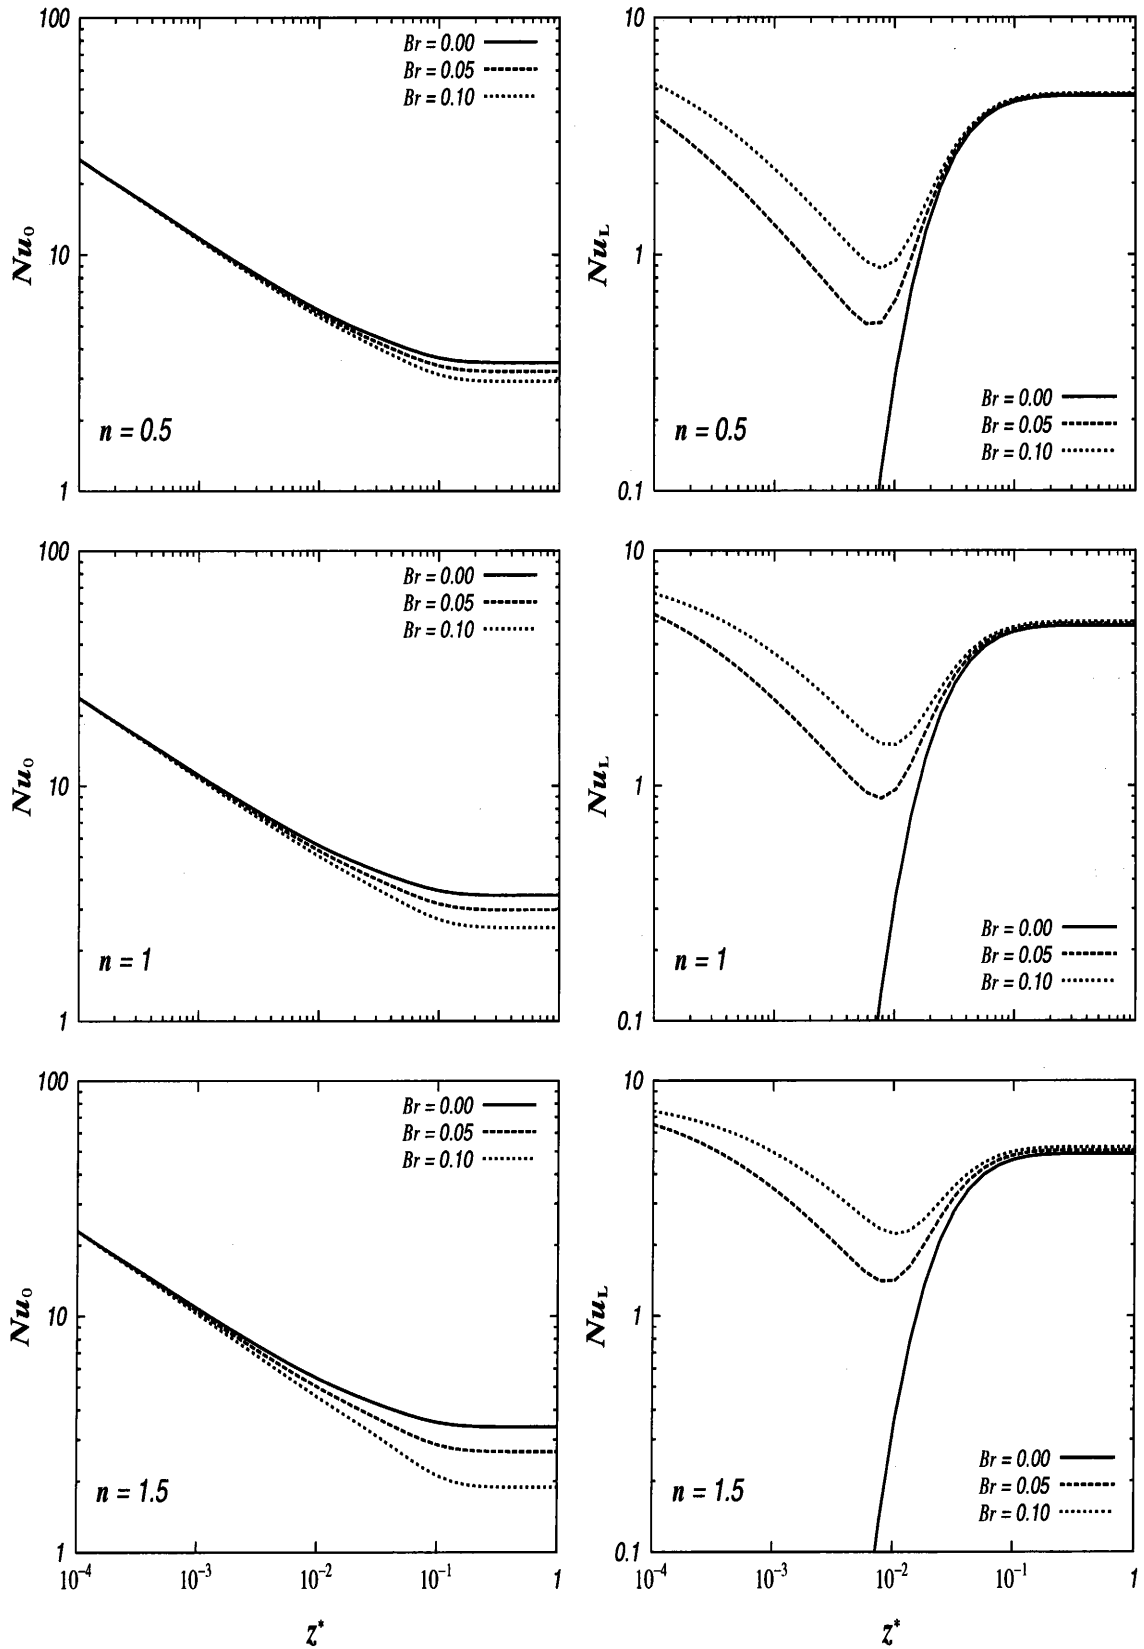 100
10
1
Nu₀
Br = 0.00
Br = 0.05
Br = 0.10
n = 0.5
10
1
0.1
Nu_L
Br = 0.00
Br = 0.05
Br = 0.10
n = 0.5
100
10
1
Nu₀
Br = 0.00
Br = 0.05
Br = 0.10
n = 1
10
1
0.1
Nu_L
Br = 0.00
Br = 0.05
Br = 0.10
n = 1
100
10
1
Nu₀
Br = 0.00
Br = 0.05
Br = 0.10
n = 1.5
10⁻⁴ 10⁻³ 10⁻² 10⁻¹ 1
z*
10
1
0.1
Nu_L
Br = 0.00
Br = 0.05
Br = 0.10
n = 1.5
10⁻⁴ 10⁻³ 10⁻² 10⁻¹ 1
z*